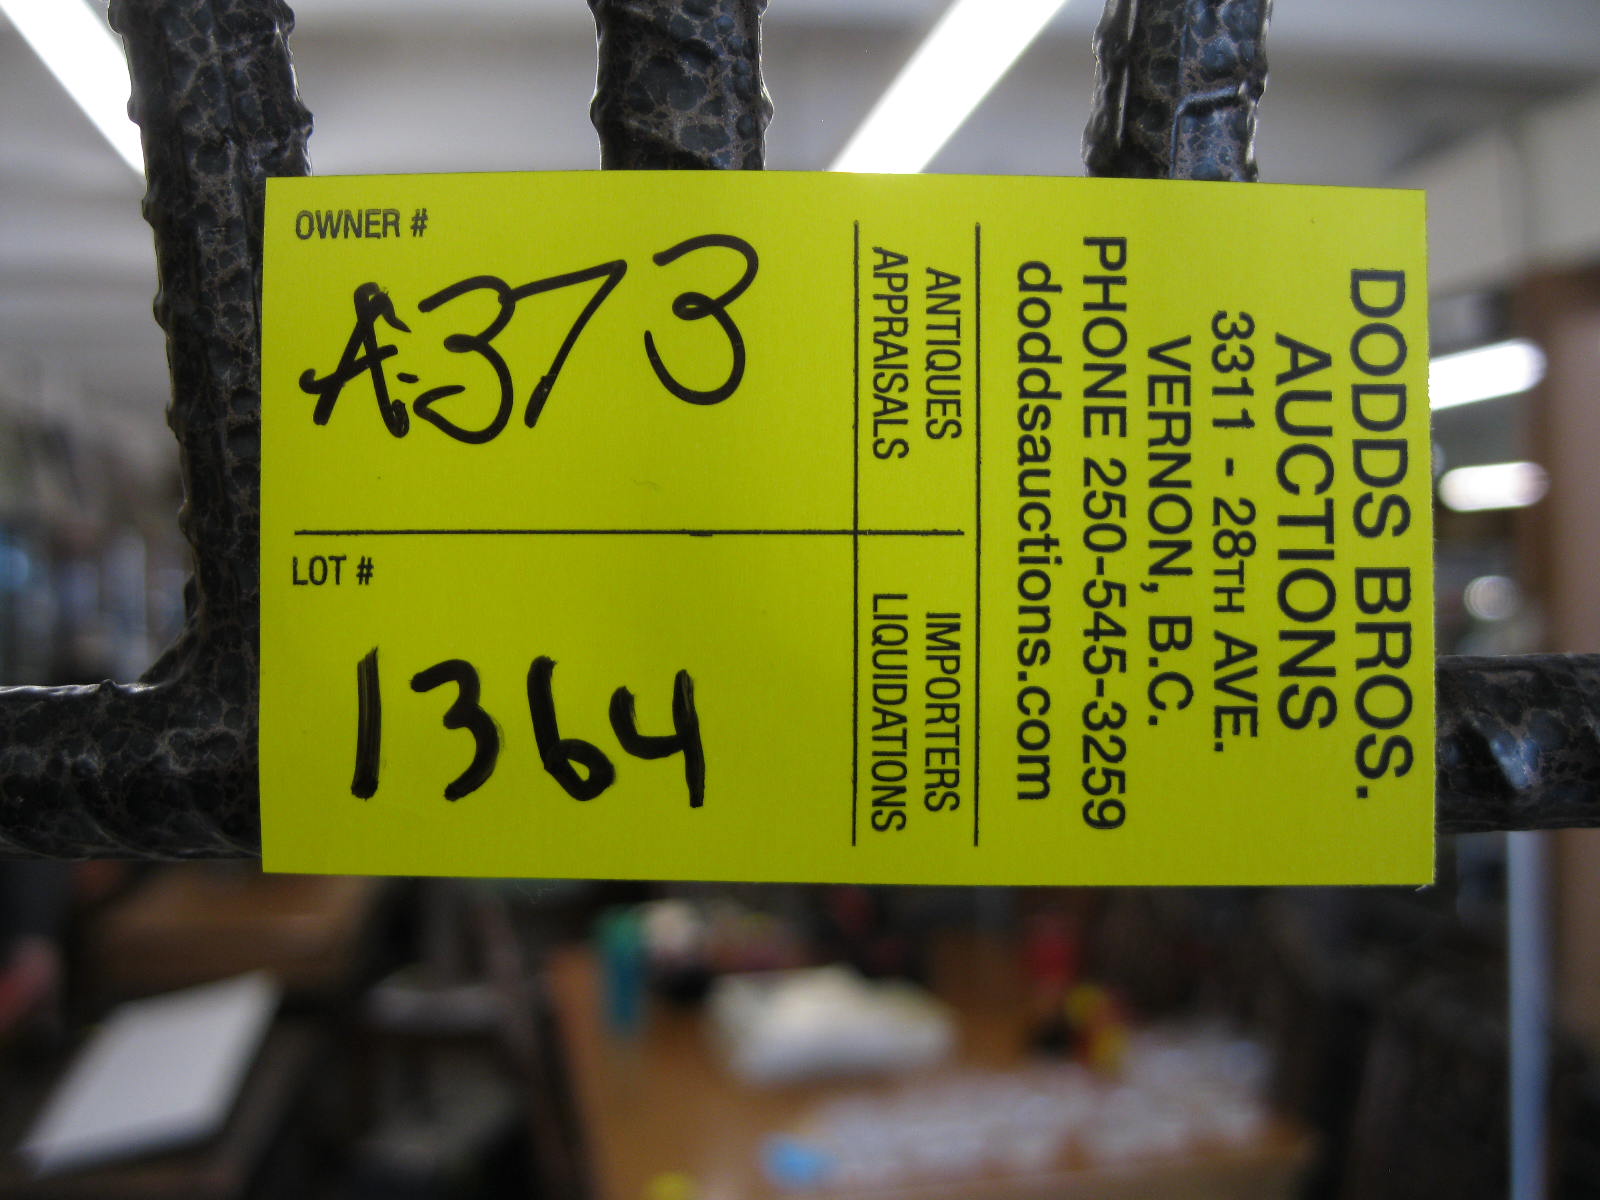 OWNER #
A373
LOT #
1364
ANTIQUES
APPRAISALS
IMPORTERS
LIQUIDATIONS
DODDS BROS.
AUCTIONS
3311 - 28TH AVE.
VERNON, B.C.
PHONE 250-545-3259
doddsauctions.com